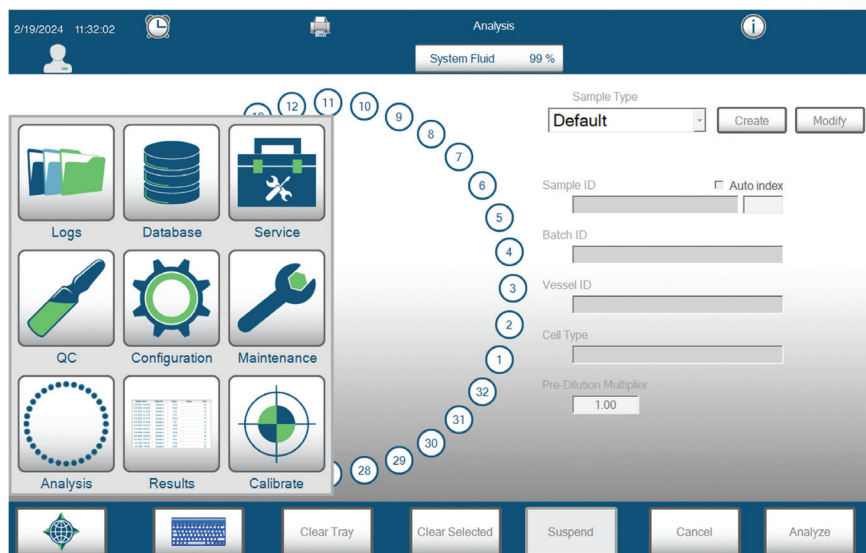 2/19/2024 11:32:02
Analysis
System Fluid 99 %
12
11
10
9
8
7
6
5
4
3
2
1
32
31
30
29
28
Logs
Database
Service
QC
Configuration
Maintenance
Analysis
Results
Calibrate
Sample Type
Default
Create
Modify
Sample ID
Auto index
Batch ID
Vessel ID
Cell Type
Pre-Dilution Multiplier
1.00
Clear Tray
Clear Selected
Suspend
Cancel
Analyze